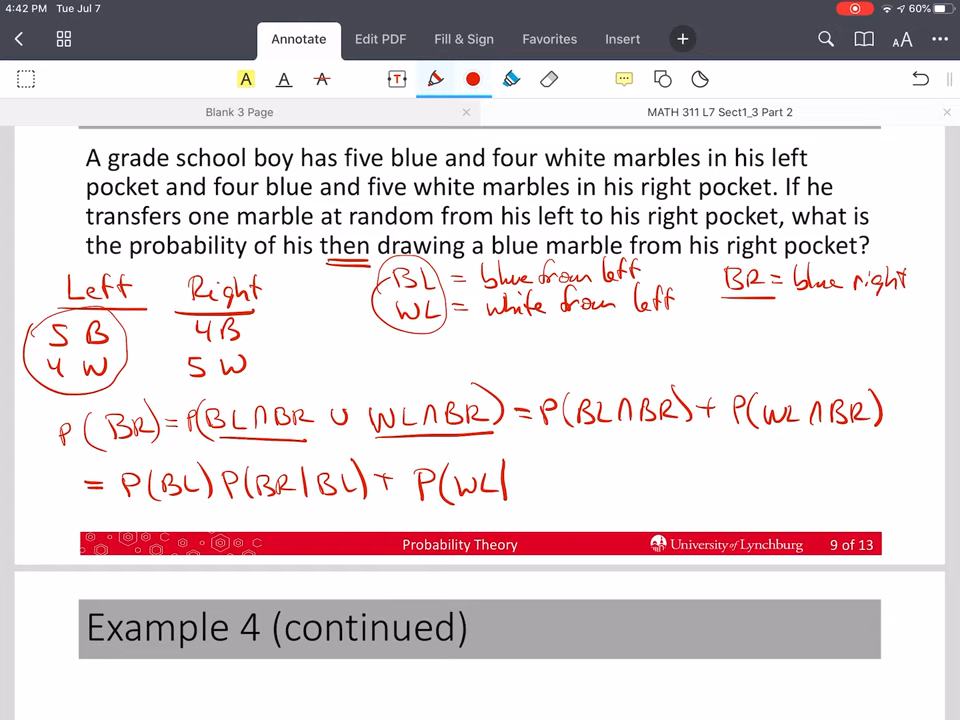 4:42 PM Tue Jul 7 60%
Annotate Edit PDF Fill & Sign Favorites Insert
Blank 3 Page × MATH 311 L7 Sect1_3 Part 2 ×
A grade school boy has five blue and four white marbles in his left
pocket and four blue and five white marbles in his right pocket. If he
transfers one marble at random from his left to his right pocket, what is
the probability of his then drawing a blue marble from his right pocket?
Left Right BL = blue from left BR = blue right
WL = white from left
5 B 4B
4 W 5 W
P(BR) = P(BL∩BR ∪ WL∩BR) = P(BL∩BR) + P(WL∩BR)
= P(BL)P(BR|BL) + P(WL|
Probability Theory University of Lynchburg 9 of 13
Example 4 (continued)